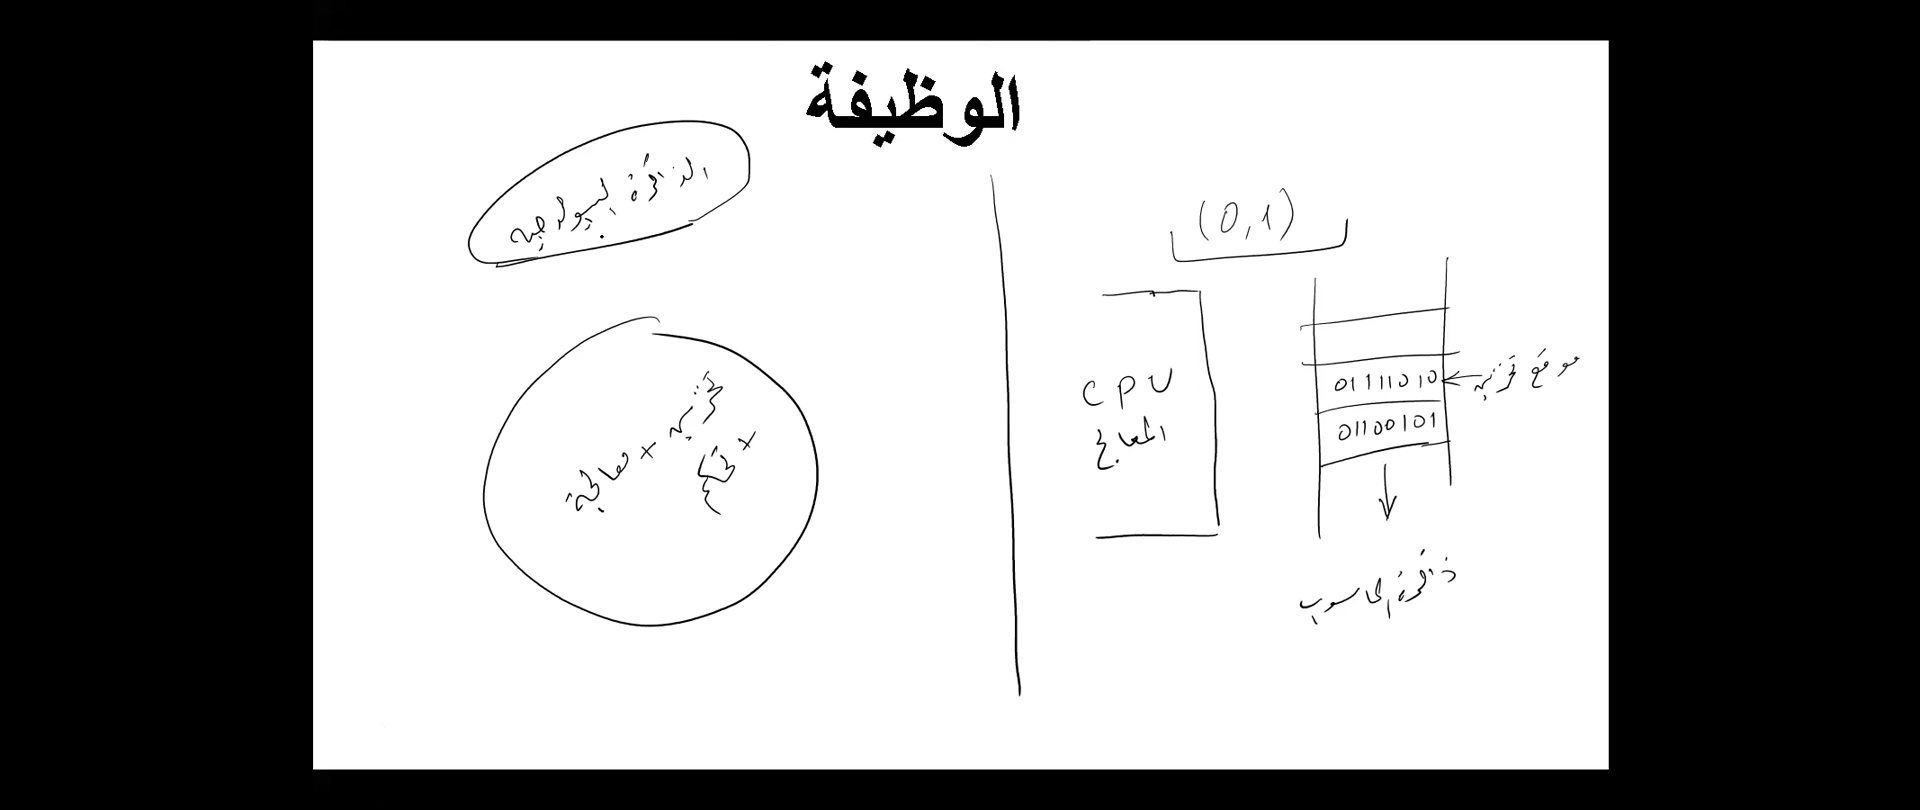 الوظيفة
(0,1)
CPU
المعالج
01111010
موقع تخزين
01100101
ذاكرة الحاسوب
الذاكرة البيولوجية
تخزين + معالجة
+ تحكم